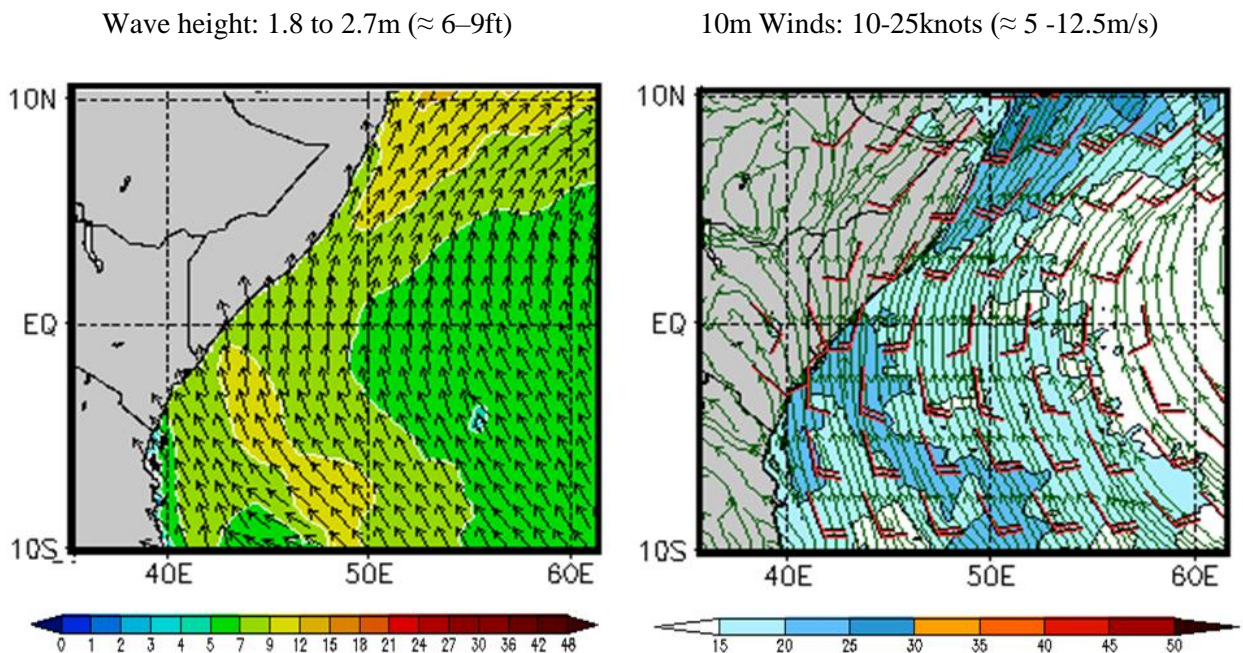 Wave height: 1.8 to 2.7m (≈ 6–9ft)
10m Winds: 10-25knots (≈ 5 -12.5m/s)
10N
EQ
10S
40E 50E 60E
0 1 2 3 4 5 7 9 12 15 18 21 24 27 30 36 42 48
10N
EQ
10S
40E 50E 60E
15 20 25 30 35 40 45 50